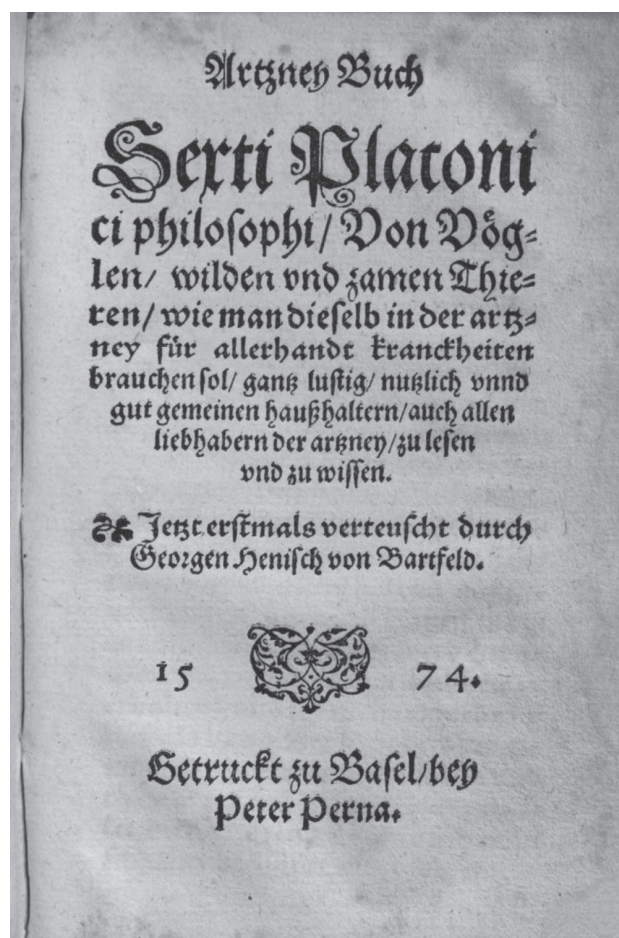 Artzney Buch
Sexti Platoni
ci philosophi/ Von Vög⸗
len/ wilden vnd zamen Thie⸗
ren/ wie man dieselb in der artz⸗
ney für allerhandt kranckheiten
brauchen sol/ gantz lustig/ nutzlich vnnd
gut gemeinen haußhaltern/ auch allen
liebhabern der artzney/ zu lesen
vnd zu wissen.
Jetzt erstmals verteuscht durch
Georgen Henisch von Bartfeld.
15 74.
Getruckt zu Basel/ bey
Peter Perna.